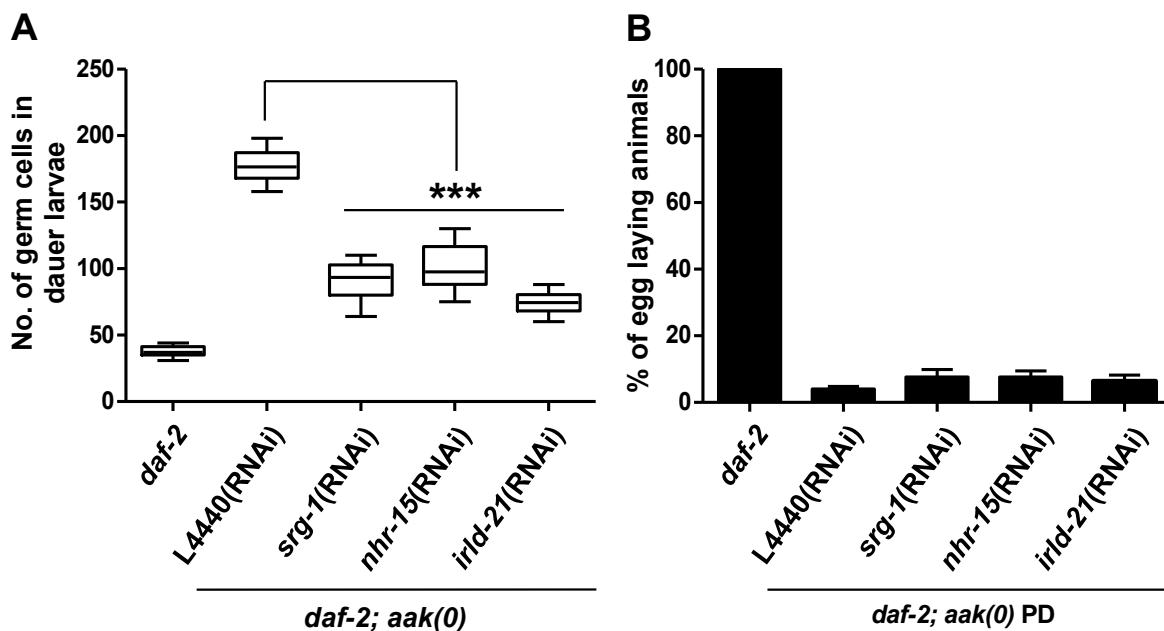 A
No. of germ cells in
dauer larvae
250
200
150
100
50
0
***
daf-2
L4440(RNAi)
srg-1(RNAi)
nhr-15(RNAi)
irld-21(RNAi)
daf-2; aak(0)
B
% of egg laying animals
100
80
60
40
20
0
daf-2
L4440(RNAi)
srg-1(RNAi)
nhr-15(RNAi)
irld-21(RNAi)
daf-2; aak(0) PD